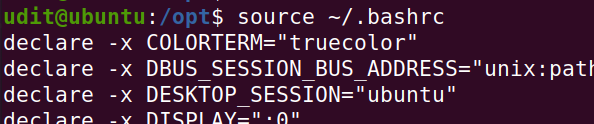 udit@ubuntu:/opt$ source ~/.bashrc
declare -x COLORTERM="truecolor"
declare -x DBUS_SESSION_BUS_ADDRESS="unix:path
declare -x DESKTOP_SESSION="ubuntu"
declare -x DISPLAY=":0"